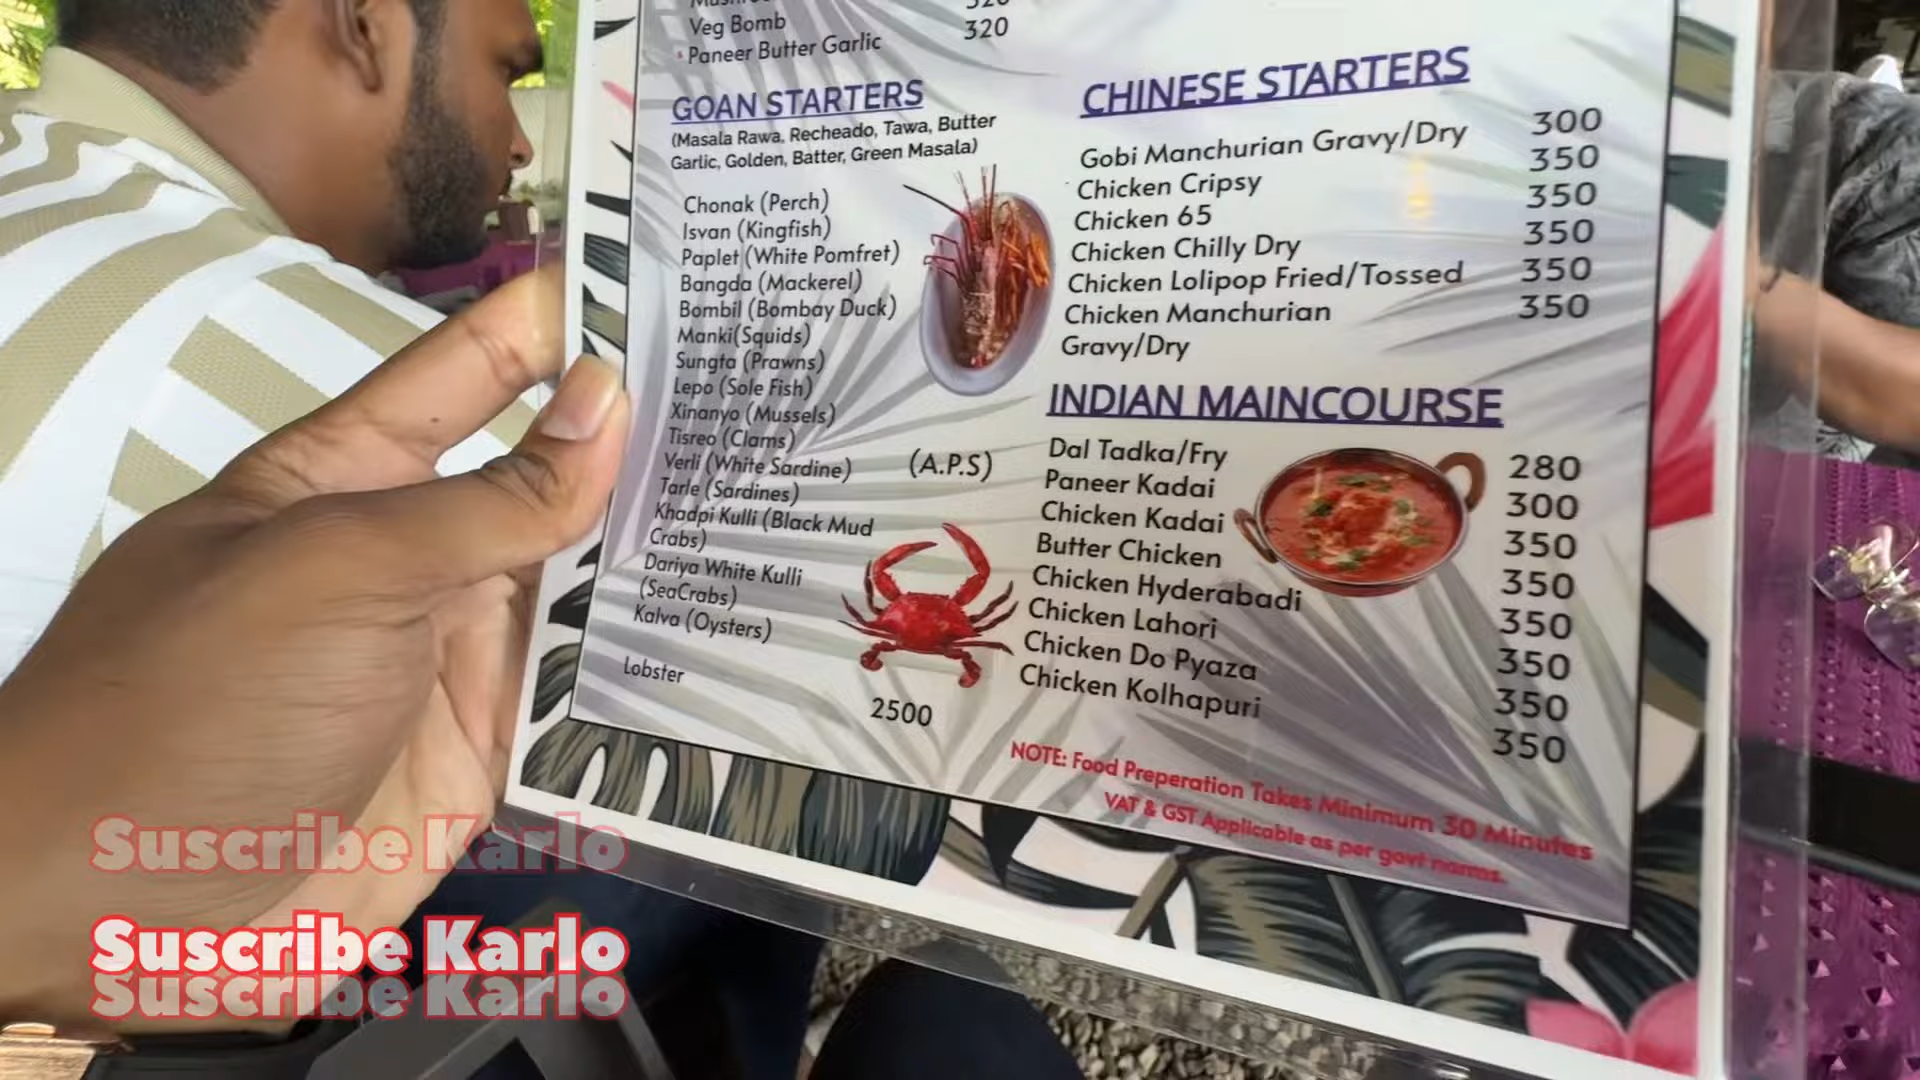 Veg Bomb
Paneer Butter Garlic
320
GOAN STARTERS
(Masala Rawa, Recheado, Tawa, Butter
Garlic, Golden, Batter, Green Masala)
Chonak (Perch)
Isvan (Kingfish)
Paplet (White Pomfret)
Bangda (Mackerel)
Bombil (Bombay Duck)
Manki(Squids)
Sungta (Prawns)
Lepo (Sole Fish)
Xinanyo (Mussels)
Tisreo (Clams)
Verli (White Sardine) (A.P.S)
Tarle (Sardines)
Khadpi Kulli (Black Mud
Crabs)
Dariya White Kulli
(SeaCrabs)
Kalva (Oysters)
Lobster
2500
CHINESE STARTERS
Gobi Manchurian Gravy/Dry 300
Chicken Cripsy 350
Chicken 65 350
Chicken Chilly Dry 350
Chicken Lolipop Fried/Tossed 350
Chicken Manchurian 350
Gravy/Dry
INDIAN MAINCOURSE
Dal Tadka/Fry 280
Paneer Kadai 300
Chicken Kadai 350
Butter Chicken 350
Chicken Hyderabadi 350
Chicken Lahori 350
Chicken Do Pyaza 350
Chicken Kolhapuri 350
NOTE: Food Preperation Takes Minimum 30 Minutes
VAT & GST Applicable as per govt norms.
Suscribe Karlo
Suscribe Karlo
Suscribe Karlo